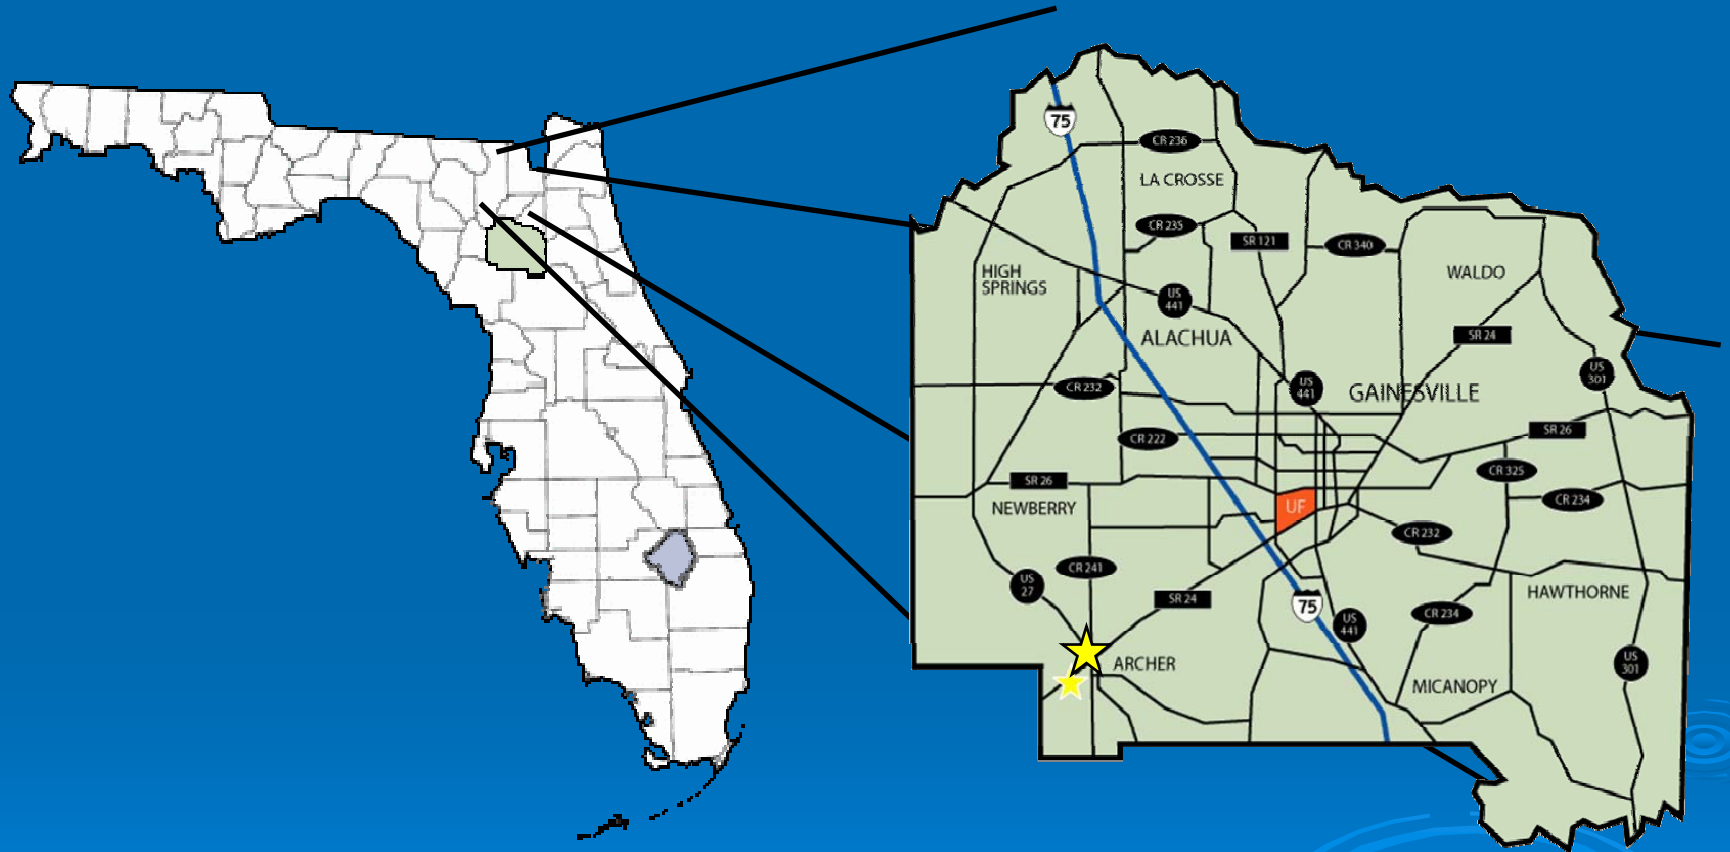 75
CR 236
LA CROSSE
CR 235
SR 121
CR 340
HIGH
SPRINGS
WALDO
US
441
ALACHUA
SR 24
US
301
CR 232
US
441
GAINESVILLE
SR 26
CR 222
CR 325
SR 26
CR 234
NEWBERRY
UF
CR 232
CR 241
US
27
HAWTHORNE
SR 24
75
CR 234
US
441
ARCHER
US
301
MICANOPY